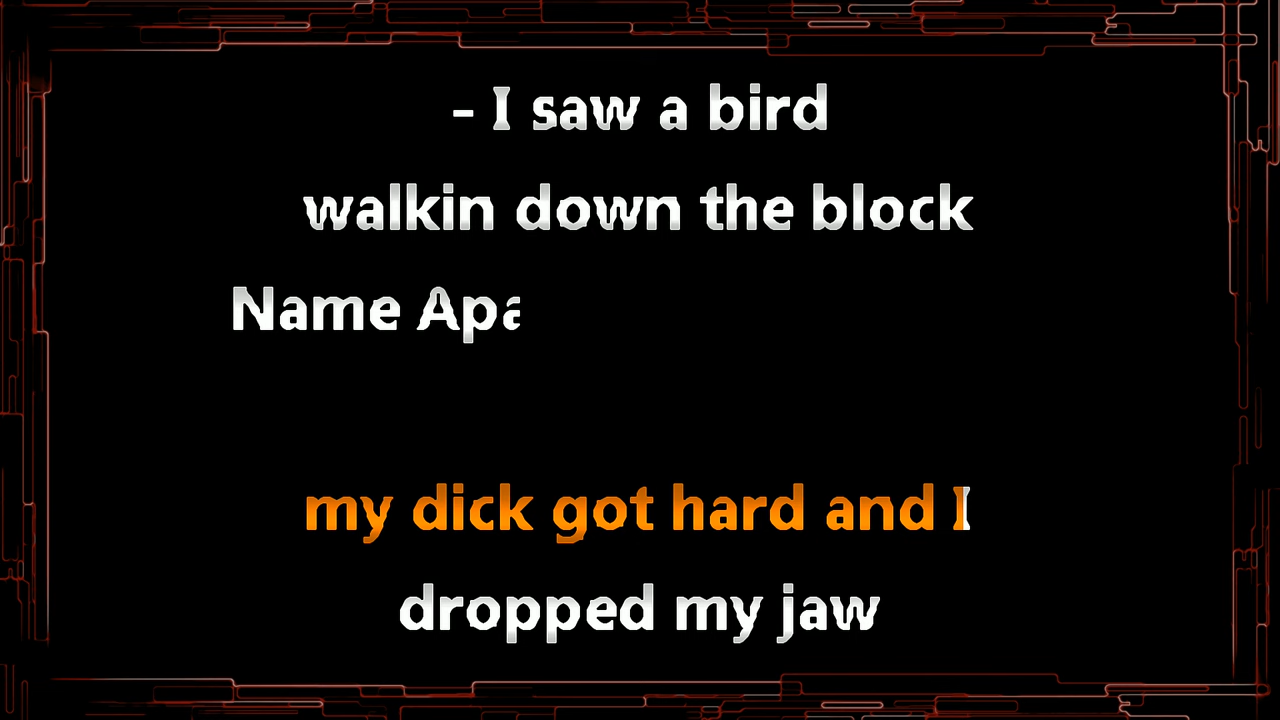 - I saw a bird
walkin down the block
Name Apa
my dick got hard and I
dropped my jaw